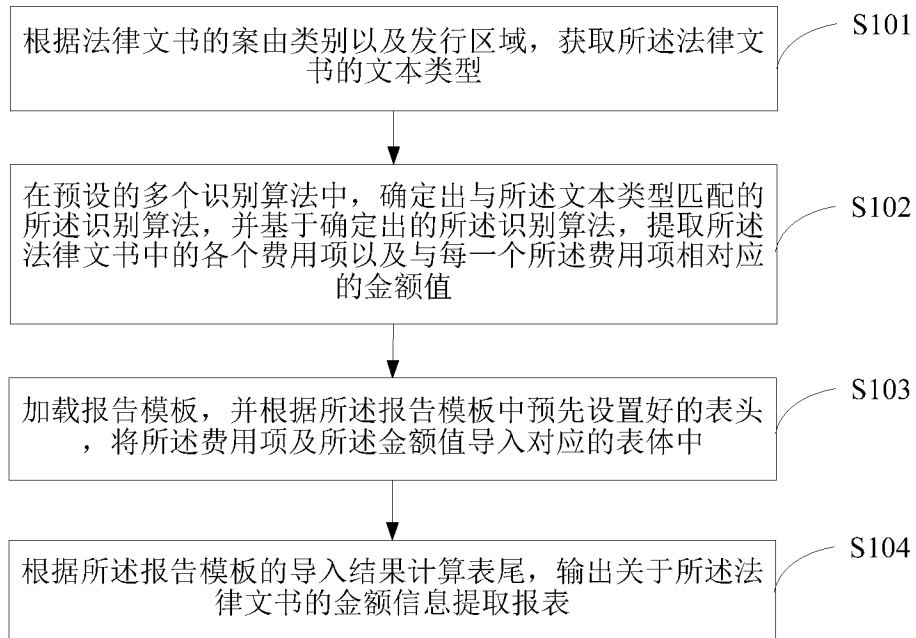 根据法律文书的案由类别以及发行区域，获取所述法律文
书的文本类型
S101
在预设的多个识别算法中，确定出与所述文本类型匹配的
所述识别算法，并基于确定出的所述识别算法，提取所述
法律文书中的各个费用项以及与每一个所述费用项相对应
的金额值
S102
加载报告模板，并根据所述报告模板中预先设置好的表头
，将所述费用项及所述金额值导入对应的表体中
S103
根据所述报告模板的导入结果计算表尾，输出关于所述法
律文书的金额信息提取报表
S104